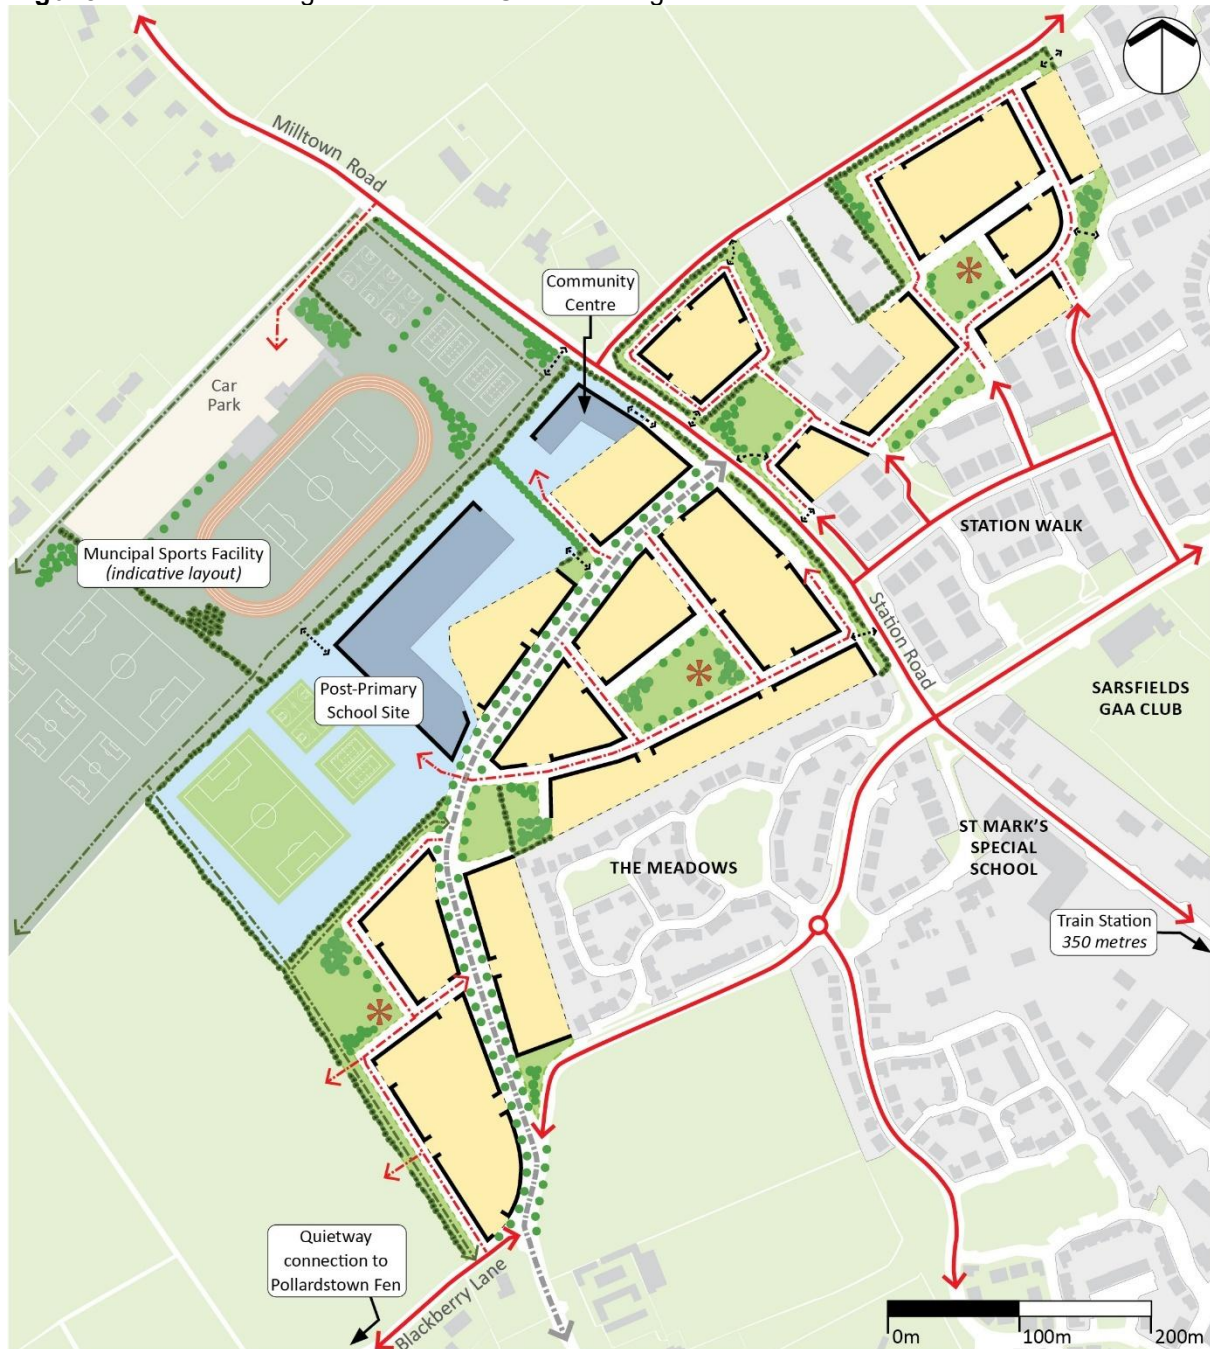 Milltown Road
Community
Centre
Car
Park
Muncipal Sports Facility
(indicative layout)
STATION WALK
Station Road
Post-Primary
School Site
SARSFIELDS
GAA CLUB
THE MEADOWS
ST MARK'S
SPECIAL
SCHOOL
Train Station
350 metres
Quietway
connection to
Pollardstown Fen
Blackberry Lane
0m 100m 200m